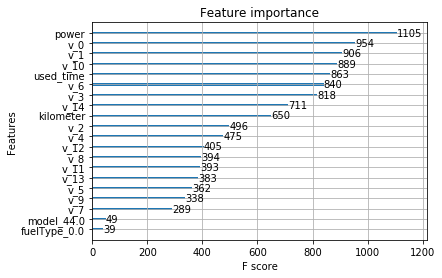 Feature importance
power 1105
v_0 954
v_1 906
v_10 889
used_time 863
v_6 840
v_3 818
v_14 711
kilometer 650
v_2 496
v_4 475
v_12 405
v_8 394
v_11 393
v_13 383
v_5 362
v_9 338
v_7 289
model_44.0 49
fuelType_0.0 39
0 200 400 600 800 1000 1200
F score
Features